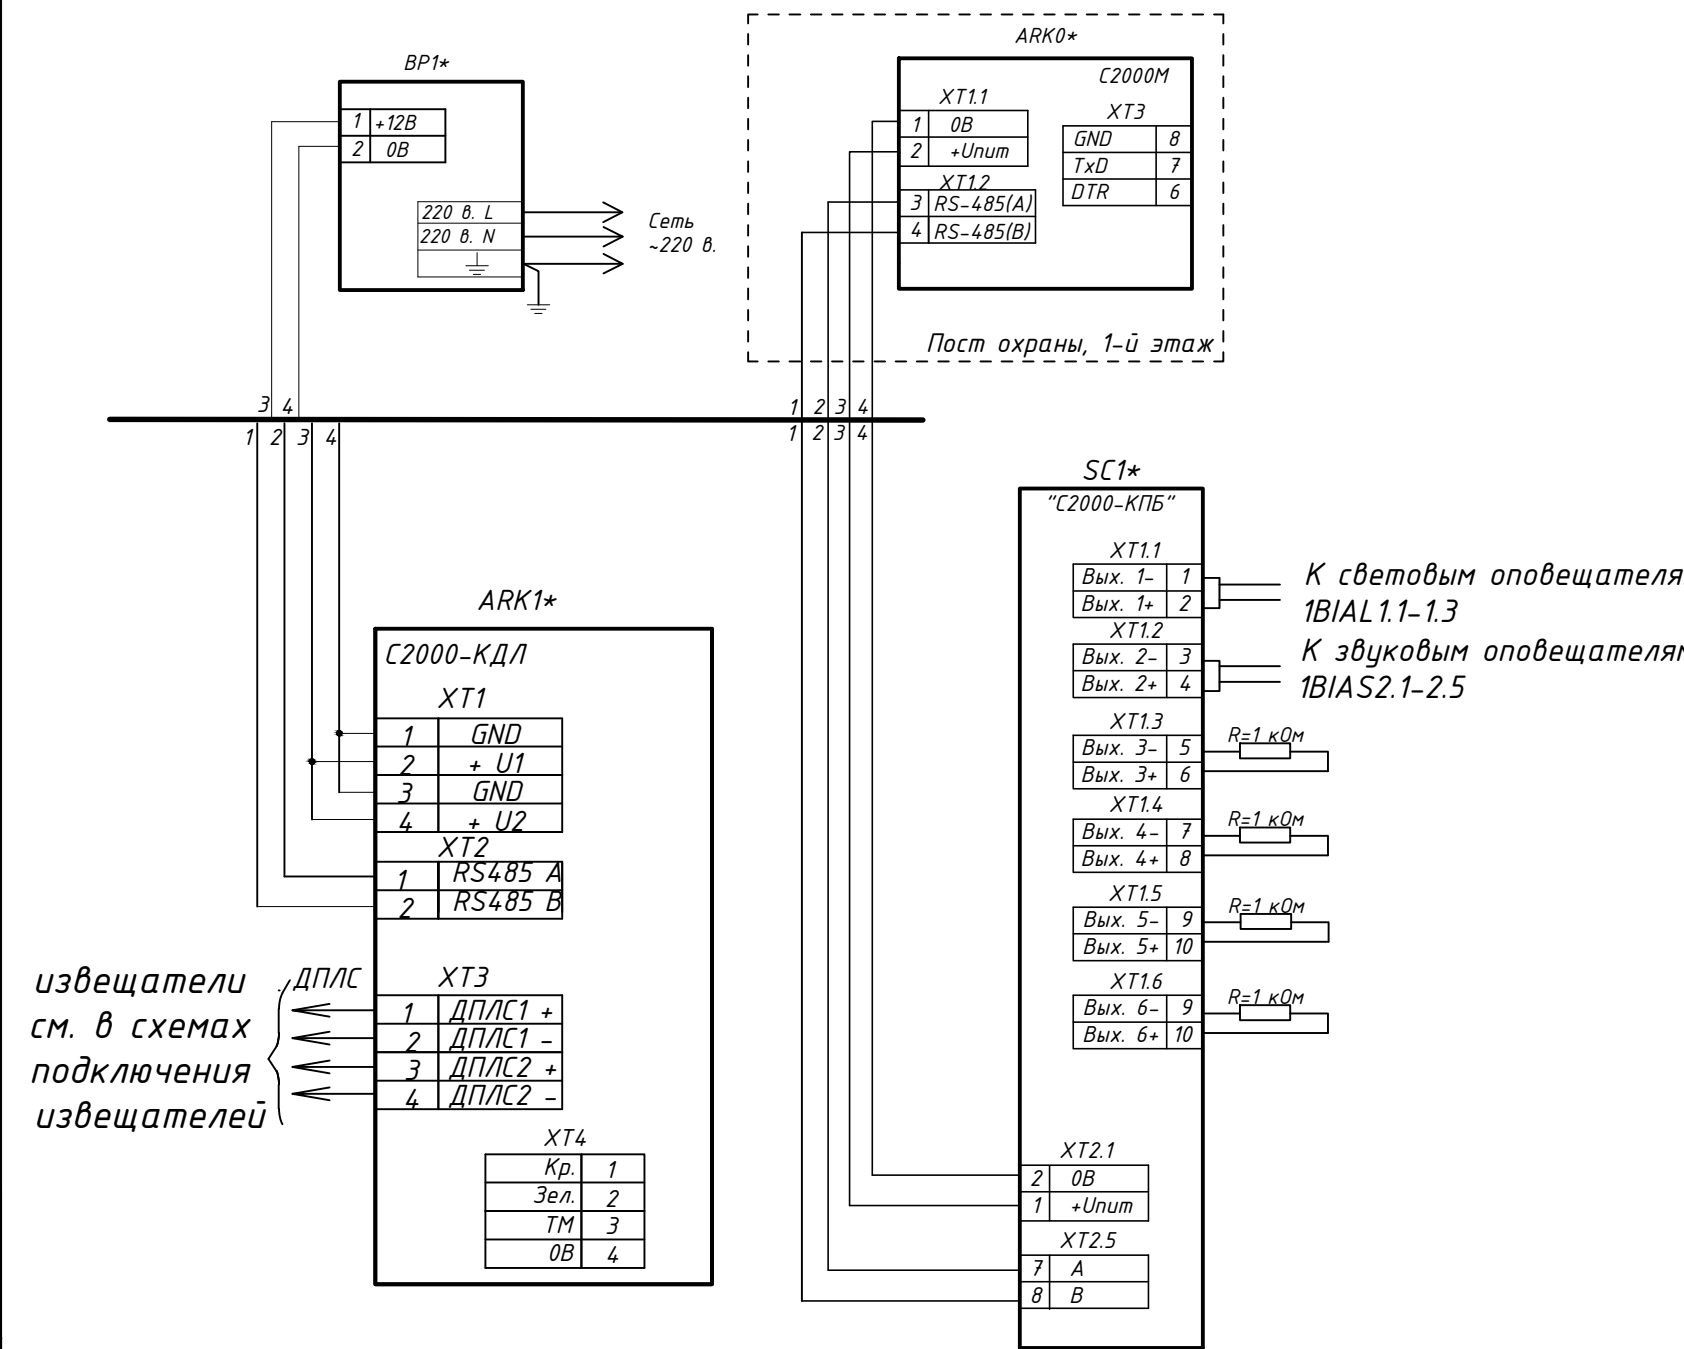 BP1*
1 +12В
2 0В
220 в. L
220 в. N
Сеть
~220 в.
ARK0*
С2000М
XT1.1
1 0В
2 +Uпит
XT1.2
3 RS-485(A)
4 RS-485(B)
XT3
GND 8
TxD 7
DTR 6
Пост охраны, 1-й этаж
3 4
1 2 3 4
1 2 3 4
1 2 3 4
ARK1*
С2000-КДЛ
XT1
1 GND
2 + U1
3 GND
4 + U2
XT2
1 RS485 A
2 RS485 B
XT3
1 ДПЛС1 +
2 ДПЛС1 -
3 ДПЛС2 +
4 ДПЛС2 -
ДПЛС
извещатели
см. в схемах
подключения
извещателей
XT4
Кр. 1
Зел. 2
ТМ 3
0В 4
SC1*
"С2000-КПБ"
XT1.1
Вых. 1- 1
Вых. 1+ 2
К световым оповещателя
1BIAL1.1-1.3
XT1.2
Вых. 2- 3
Вых. 2+ 4
К звуковым оповещателям
1BIAS2.1-2.5
XT1.3
Вых. 3- 5
Вых. 3+ 6
R=1 кОм
XT1.4
Вых. 4- 7
Вых. 4+ 8
R=1 кОм
XT1.5
Вых. 5- 9
Вых. 5+ 10
R=1 кОм
XT1.6
Вых. 6- 9
Вых. 6+ 10
R=1 кОм
XT2.1
2 0В
1 +Uпит
XT2.5
7 A
8 B